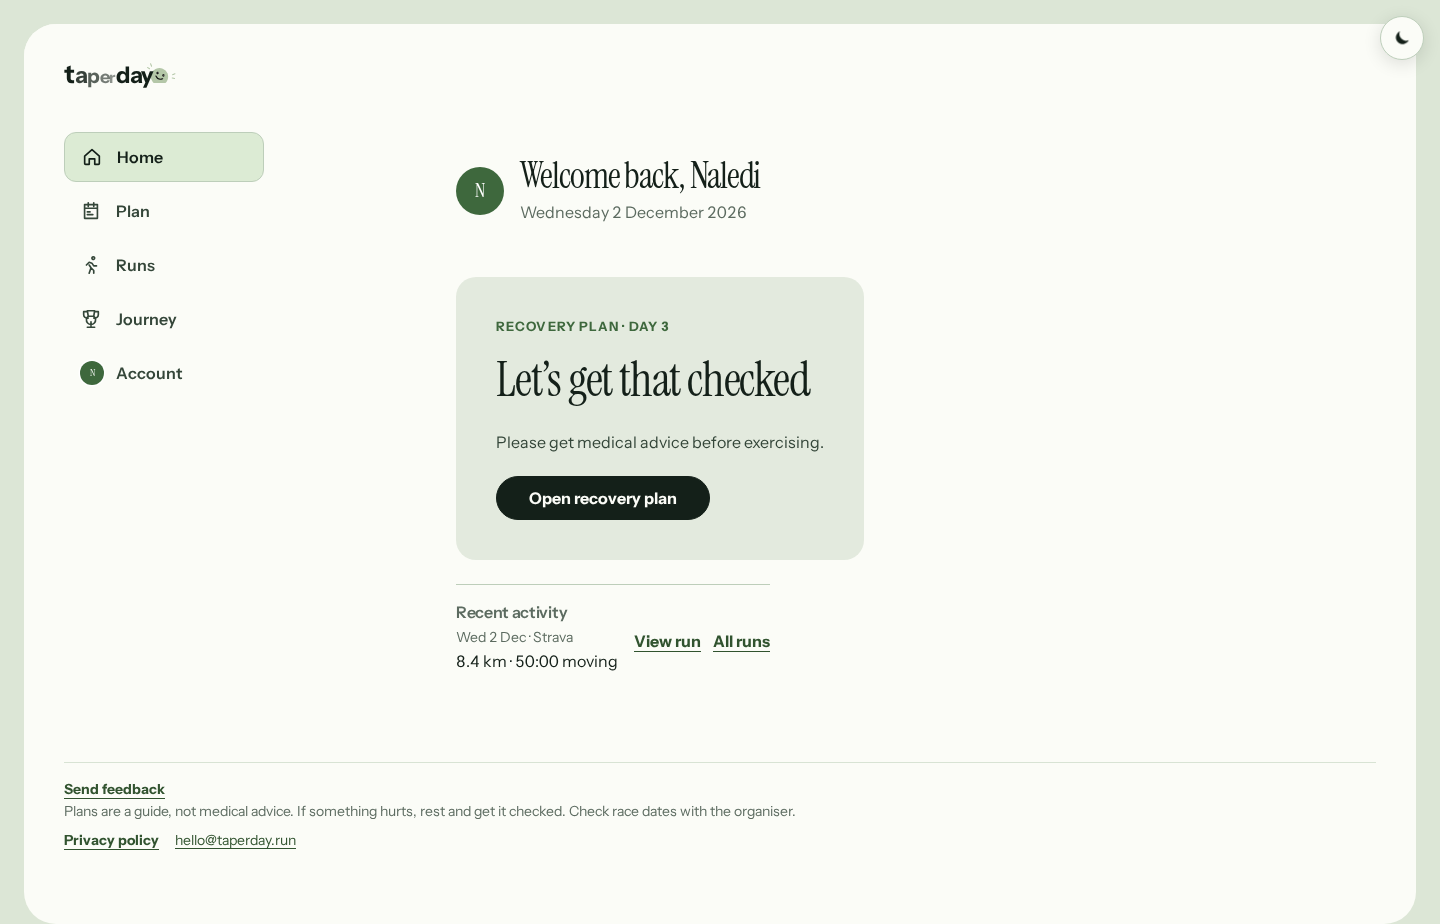 taperday
Home
Plan
Runs
Journey
N
Account
N
Welcome back, Naledi
Wednesday 2 December 2026
RECOVERY PLAN · DAY 3
Let’s get that checked
Please get medical advice before exercising.
Open recovery plan
Recent activity
Wed 2 Dec · Strava
8.4 km · 50:00 moving
View run
All runs
Send feedback
Plans are a guide, not medical advice. If something hurts, rest and get it checked. Check race dates with the organiser.
Privacy policy
hello@taperday.run